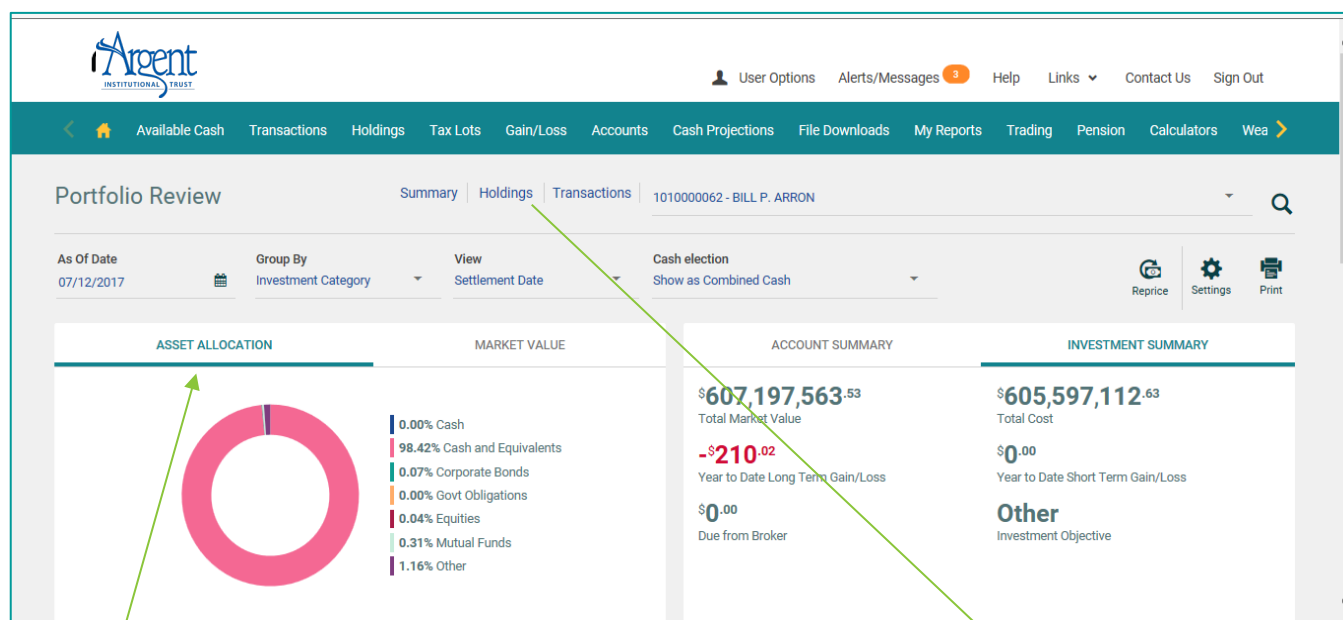 Argent
INSTITUTIONAL TRUST
User Options Alerts/Messages 3 Help Links Contact Us Sign Out
Available Cash Transactions Holdings Tax Lots Gain/Loss Accounts Cash Projections File Downloads My Reports Trading Pension Calculators Wea
Portfolio Review Summary Holdings Transactions 1010000062 - BILL P. ARRON
As Of Date Group By View Cash election
07/12/2017 Investment Category Settlement Date Show as Combined Cash Reprice Settings Print
ASSET ALLOCATION MARKET VALUE ACCOUNT SUMMARY INVESTMENT SUMMARY
0.00% Cash
98.42% Cash and Equivalents
0.07% Corporate Bonds
0.00% Govt Obligations
0.04% Equities
0.31% Mutual Funds
1.16% Other
$607,197,563.53 $605,597,112.63
Total Market Value Total Cost
-$210.02 $0.00
Year to Date Long Term Gain/Loss Year to Date Short Term Gain/Loss
$0.00 Other
Due from Broker Investment Objective